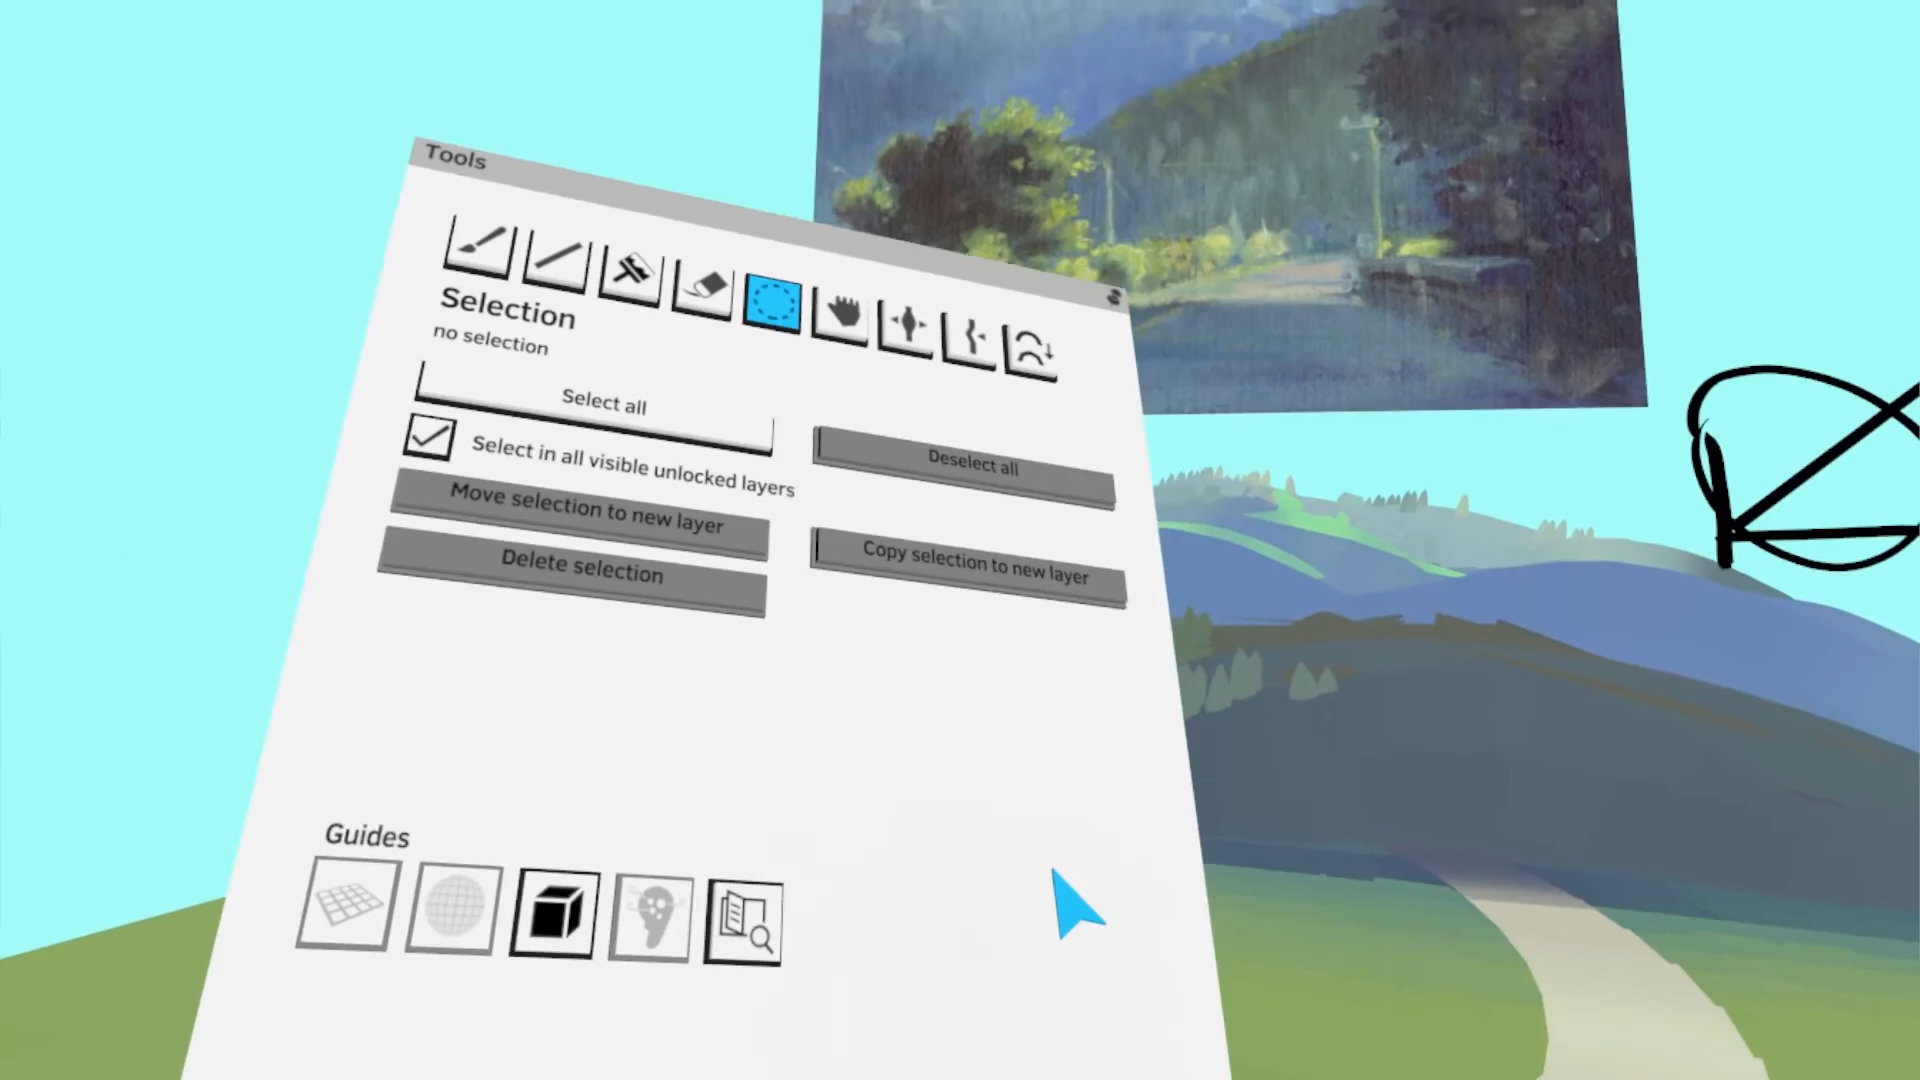 Tools
Selection
no selection
Select all
Deselect all
Select in all visible unlocked layers
Move selection to new layer
Copy selection to new layer
Delete selection
Guides